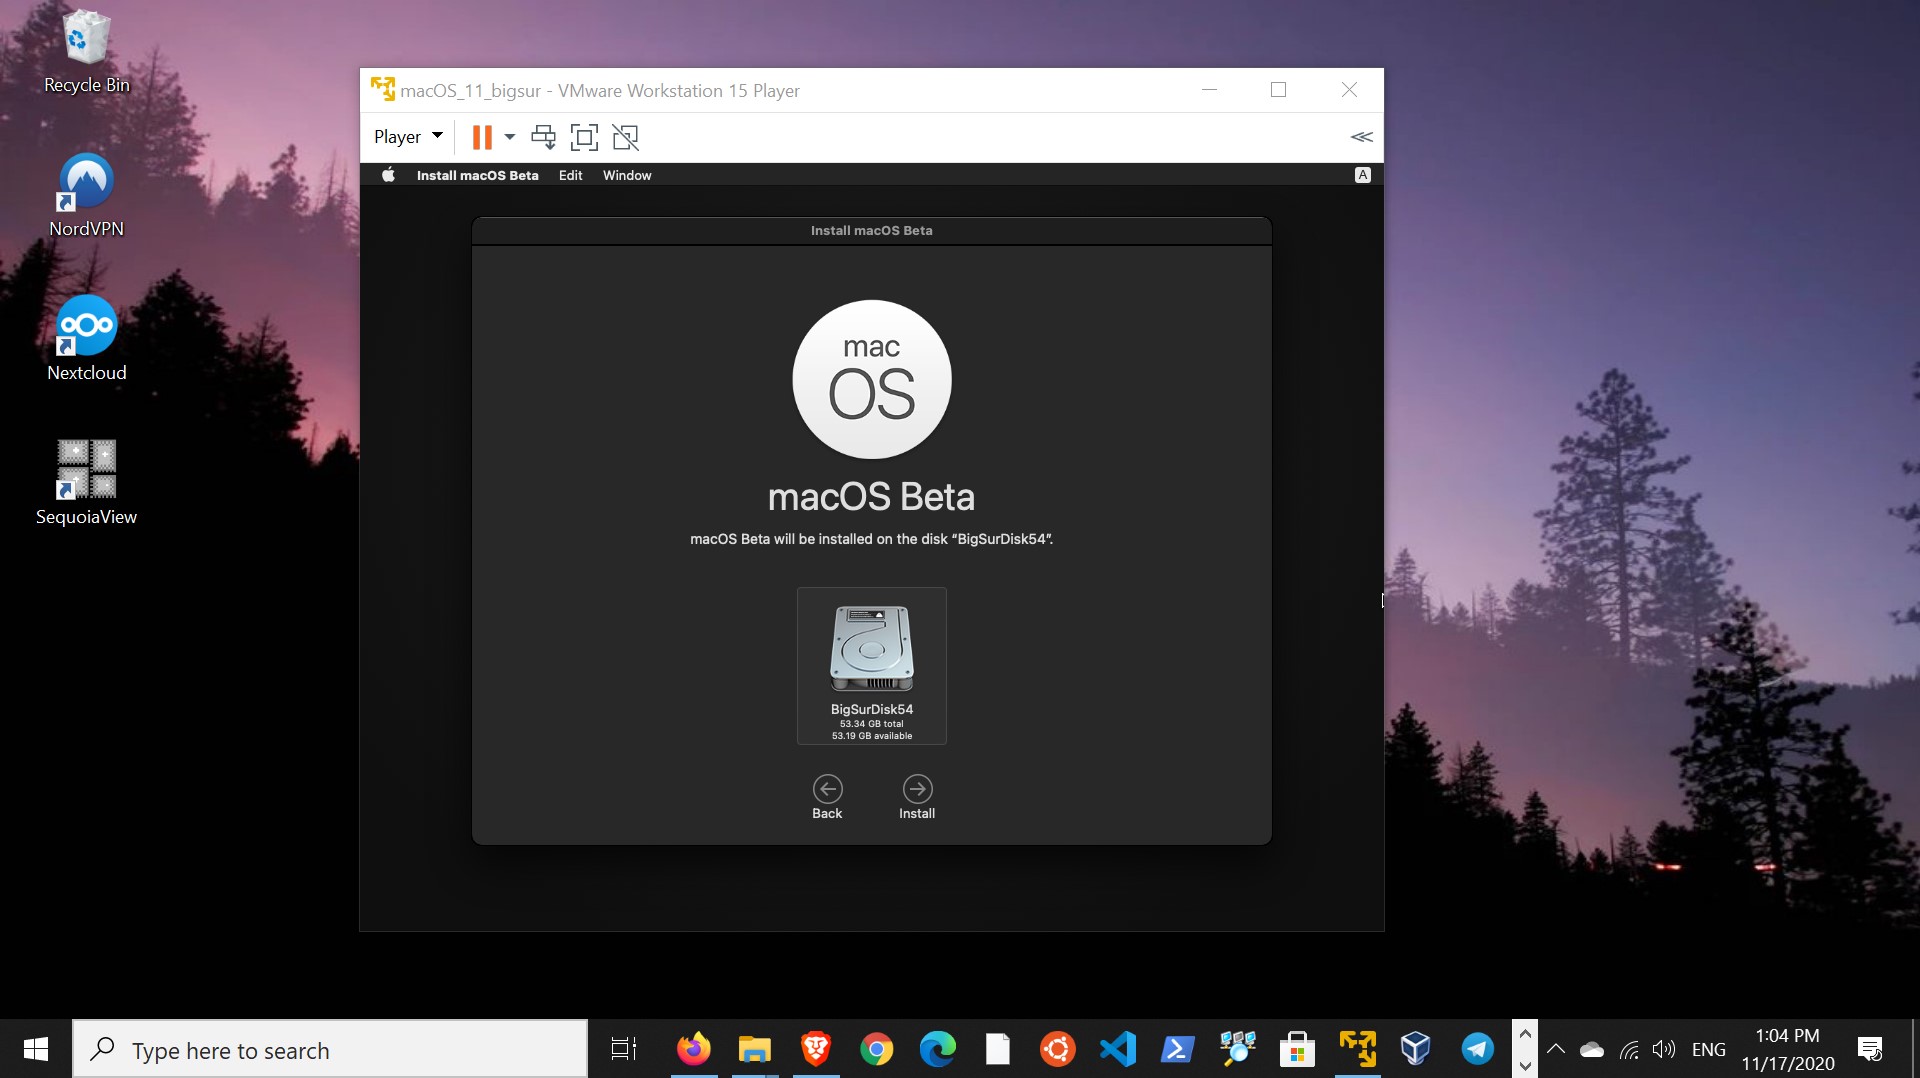 Recycle Bin
NordVPN
Nextcloud
SequoiaView
macOS_11_bigsur - VMware Workstation 15 Player
Player
Install macOS Beta Edit Window A
Install macOS Beta
mac
OS
macOS Beta
macOS Beta will be installed on the disk “BigSurDisk54”.
BigSurDisk54
53.34 GB total
53.19 GB available
Back Install
Type here to search
ENG
1:04 PM
11/17/2020